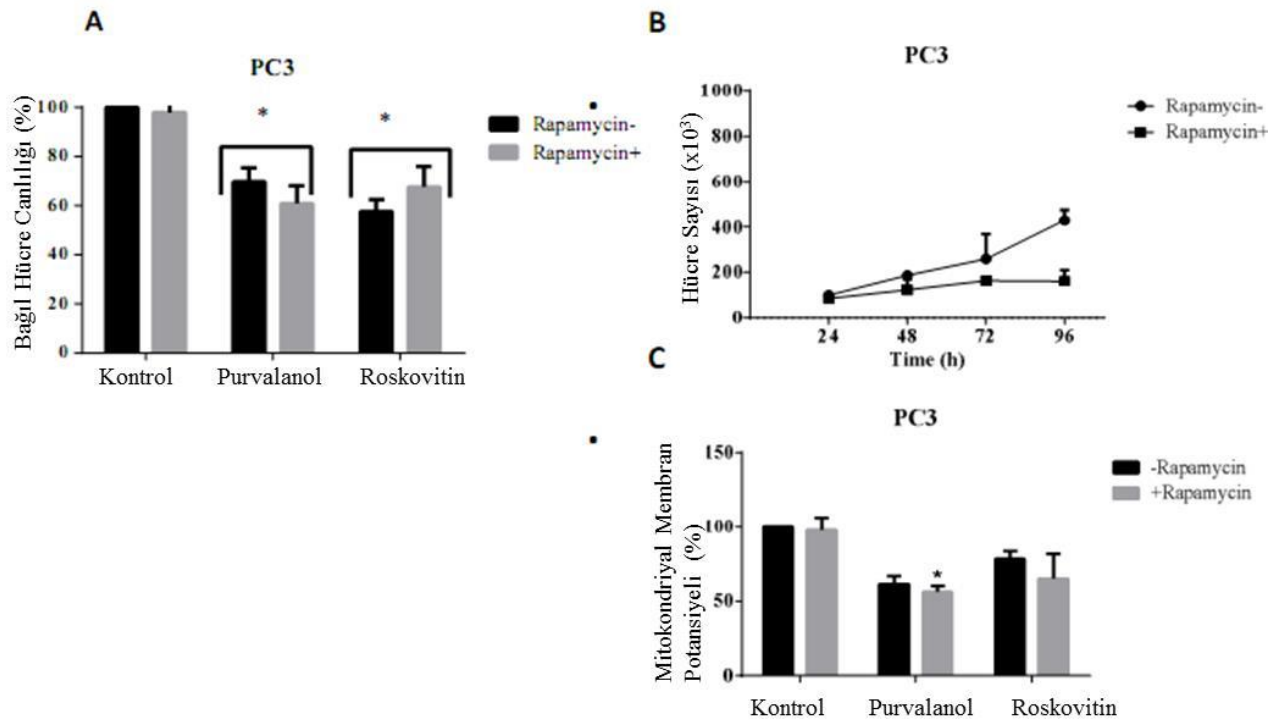 A
PC3
Bağıl Hücre Canlılığı (%)
100
80
60
40
20
0
*
*
Rapamycin-
Rapamycin+
Kontrol Purvalanol Roskovitin
B
PC3
Hücre Sayısı (x10³)
1000
800
600
400
200
0
24 48 72 96
Time (h)
Rapamycin-
Rapamycin+
C
PC3
Mitokondriyal Membran
Potansiyeli (%)
150
100
50
0
*
-Rapamycin
+Rapamycin
Kontrol Purvalanol Roskovitin